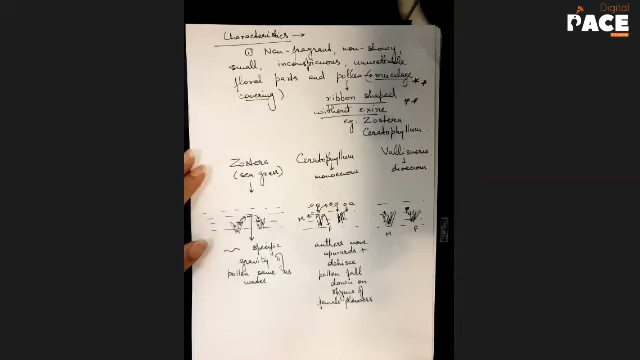 Digital
PACE
Characteristics →
Non-fragrant, non-showy,
small, inconspicuous, unwettable
floral parts and pollen (→ mucilage
covering)
ribbon shaped **
without exine **
eg. Zostera
Ceratophyllum
Zostera
(sea grass)
Ceratophyllum
monoecious
Vallisneria
dioecious
M
F
M
F
specific
gravity of
pollen same as
water
anthers move
upwards +
dehisce
pollen fall
down on
stigma of
female flowers